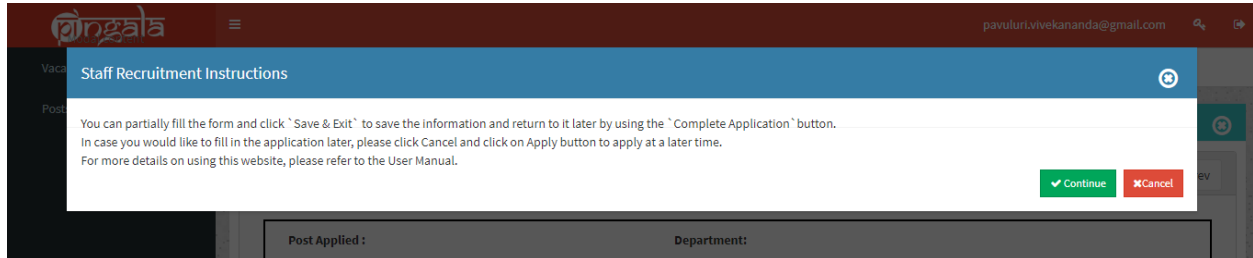 pingala
pavuluri.vivekananda@gmail.com
Vaca
Staff Recruitment Instructions
Post
You can partially fill the form and click `Save & Exit` to save the information and return to it later by using the `Complete Application` button.
In case you would like to fill in the application later, please click Cancel and click on Apply button to apply at a later time.
For more details on using this website, please refer to the User Manual.
Continue
Cancel
ev
Post Applied :
Department: